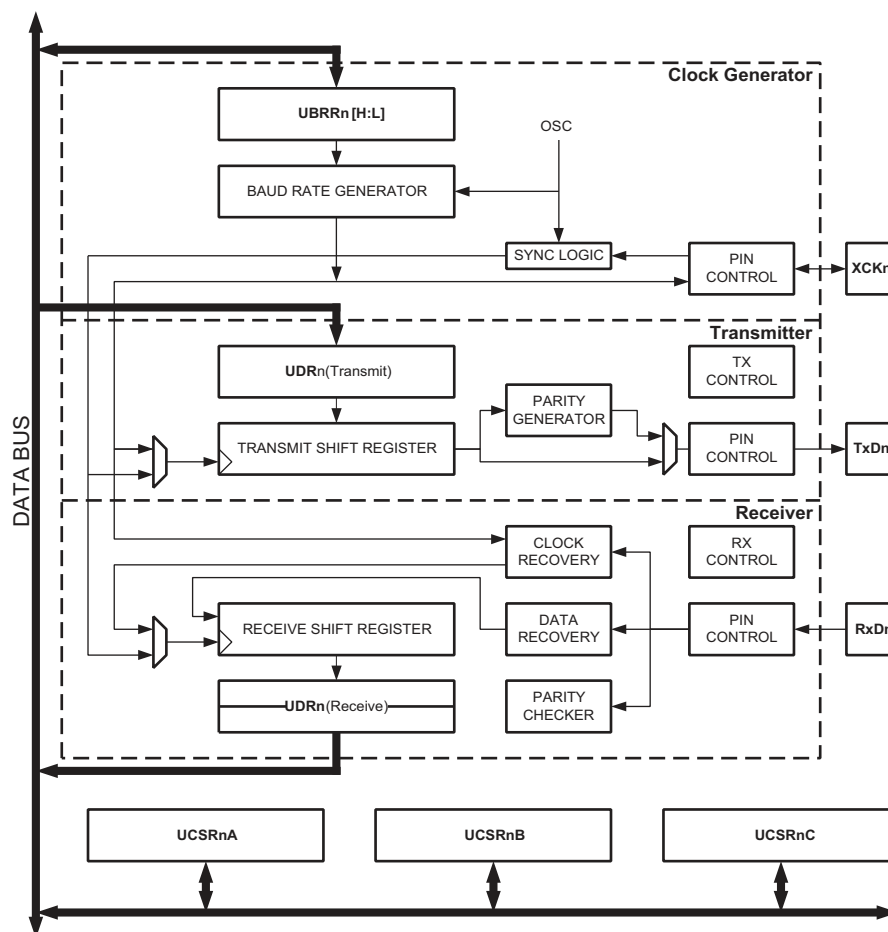 Clock Generator
UBRRn [H:L]
OSC
BAUD RATE GENERATOR
SYNC LOGIC
PIN
CONTROL
XCKn
Transmitter
UDRn(Transmit)
TX
CONTROL
PARITY
GENERATOR
TRANSMIT SHIFT REGISTER
PIN
CONTROL
TxDn
DATA BUS
Receiver
CLOCK
RECOVERY
RX
CONTROL
RECEIVE SHIFT REGISTER
DATA
RECOVERY
PIN
CONTROL
RxDn
UDRn(Receive)
PARITY
CHECKER
UCSRnA
UCSRnB
UCSRnC